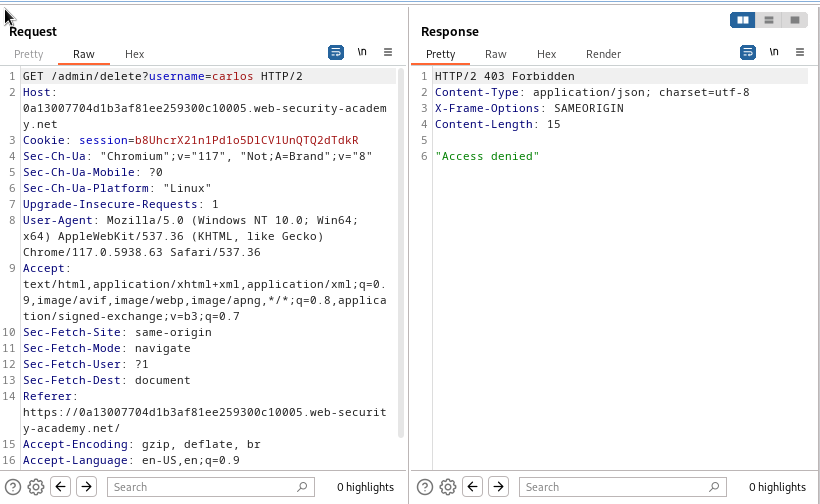 Request
Pretty Raw Hex \n
1 GET /admin/delete?username=carlos HTTP/2
2 Host:
0a13007704d1b3af81ee259300c10005.web-security-academ
y.net
3 Cookie: session=b8UhcrX21n1Pd1o5DlCV1UnQTQ2dTdkR
4 Sec-Ch-Ua: "Chromium";v="117", "Not;A=Brand";v="8"
5 Sec-Ch-Ua-Mobile: ?0
6 Sec-Ch-Ua-Platform: "Linux"
7 Upgrade-Insecure-Requests: 1
8 User-Agent: Mozilla/5.0 (Windows NT 10.0; Win64;
x64) AppleWebKit/537.36 (KHTML, like Gecko)
Chrome/117.0.5938.63 Safari/537.36
9 Accept:
text/html,application/xhtml+xml,application/xml;q=0.
9,image/avif,image/webp,image/apng,*/*;q=0.8,applica
tion/signed-exchange;v=b3;q=0.7
10 Sec-Fetch-Site: same-origin
11 Sec-Fetch-Mode: navigate
12 Sec-Fetch-User: ?1
13 Sec-Fetch-Dest: document
14 Referer:
https://0a13007704d1b3af81ee259300c10005.web-securit
y-academy.net/
15 Accept-Encoding: gzip, deflate, br
16 Accept-Language: en-US,en;q=0.9
Search 0 highlights
Response
Pretty Raw Hex Render \n
1 HTTP/2 403 Forbidden
2 Content-Type: application/json; charset=utf-8
3 X-Frame-Options: SAMEORIGIN
4 Content-Length: 15
5
6 "Access denied"
Search 0 highlights